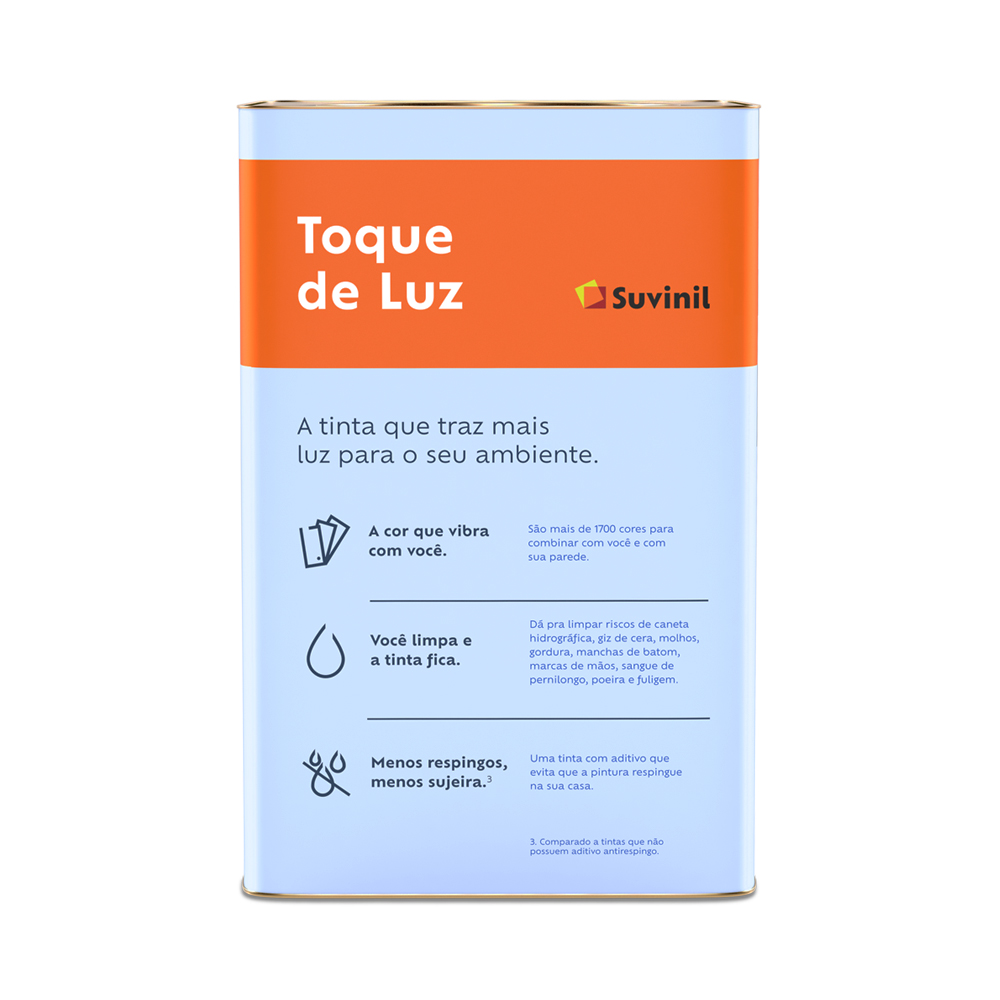 Toque
de Luz
Suvinil
A tinta que traz mais
luz para o seu ambiente.
A cor que vibra
com você.
São mais de 1700 cores para
combinar com você e com
sua parede.
Você limpa e
a tinta fica.
Dá pra limpar riscos de caneta
hidrográfica, giz de cera, molhos,
gordura, manchas de batom,
marcas de mãos, sangue de
pernilongo, poeira e fuligem.
Menos respingos,
menos sujeira.³
Uma tinta com aditivo que
evita que a pintura respingue
na sua casa.
3. Comparado a tintas que não
possuem aditivo antirespingo.